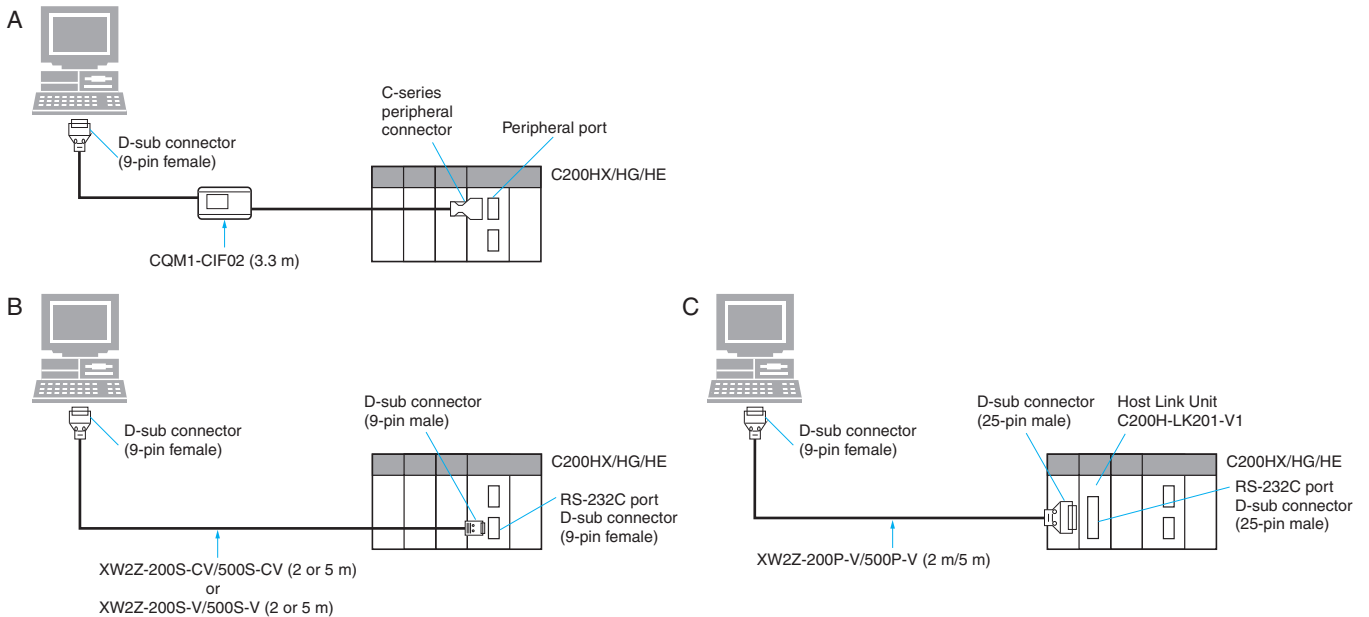 A
D-sub connector
(9-pin female)
C-series
peripheral
connector
Peripheral port
C200HX/HG/HE
CQM1-CIF02 (3.3 m)
B
D-sub connector
(9-pin female)
D-sub connector
(9-pin male)
C200HX/HG/HE
RS-232C port
D-sub connector
(9-pin female)
XW2Z-200S-CV/500S-CV (2 or 5 m)
or
XW2Z-200S-V/500S-V (2 or 5 m)
C
D-sub connector
(9-pin female)
D-sub connector
(25-pin male)
Host Link Unit
C200H-LK201-V1
C200HX/HG/HE
RS-232C port
D-sub connector
(25-pin male)
XW2Z-200P-V/500P-V (2 m/5 m)